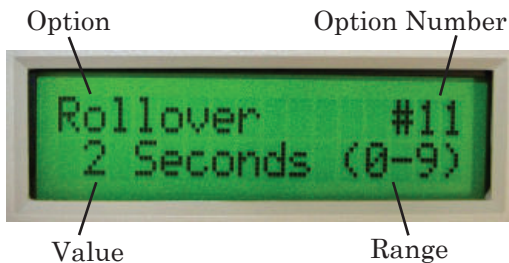 Option Option Number
Rollover #11
2 Seconds (0-9)
Value Range